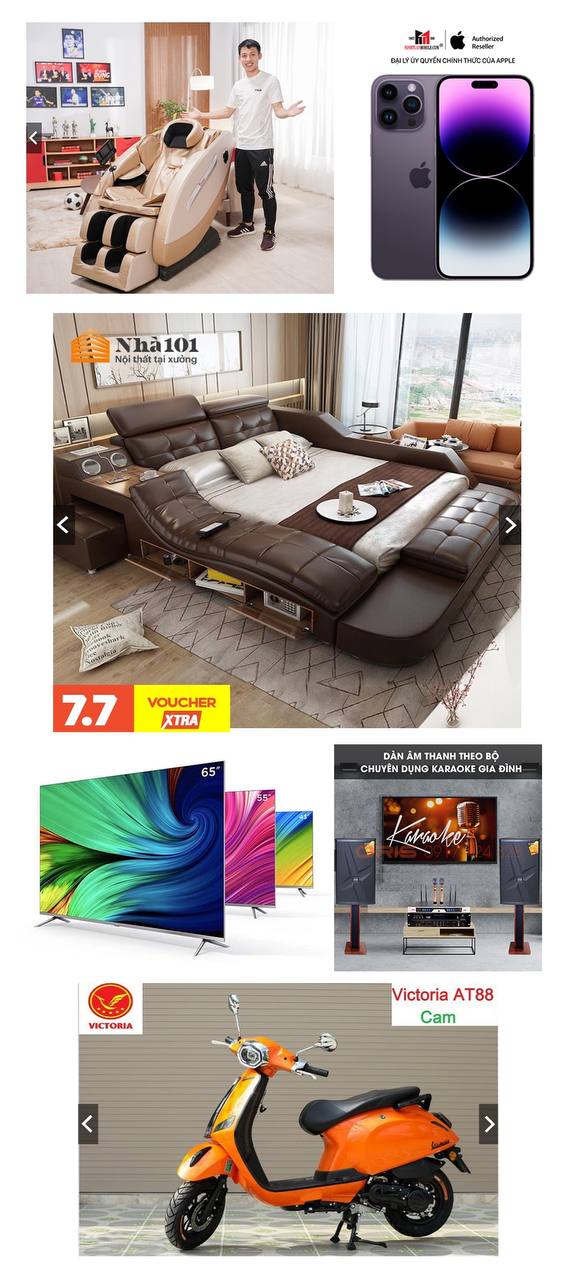 Authorized
Reseller
ĐẠI LÝ ỦY QUYỀN CHÍNH THỨC CỦA APPLE
Nhà101
Nội thất tại xưởng
7.7
VOUCHER
XTRA
65"
55"
DÀN ÂM THANH THEO BỘ
CHUYÊN DỤNG KARAOKE GIA ĐÌNH
Karaoke
VICTORIA
Victoria AT88
Cam